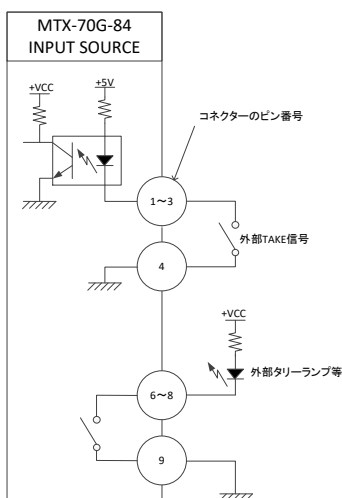 MTX-70G-84
INPUT SOURCE
+VCC
+5V
コネクターのピン番号
1~3
外部TAKE信号
4
+VCC
外部タリーランプ等
6~8
9